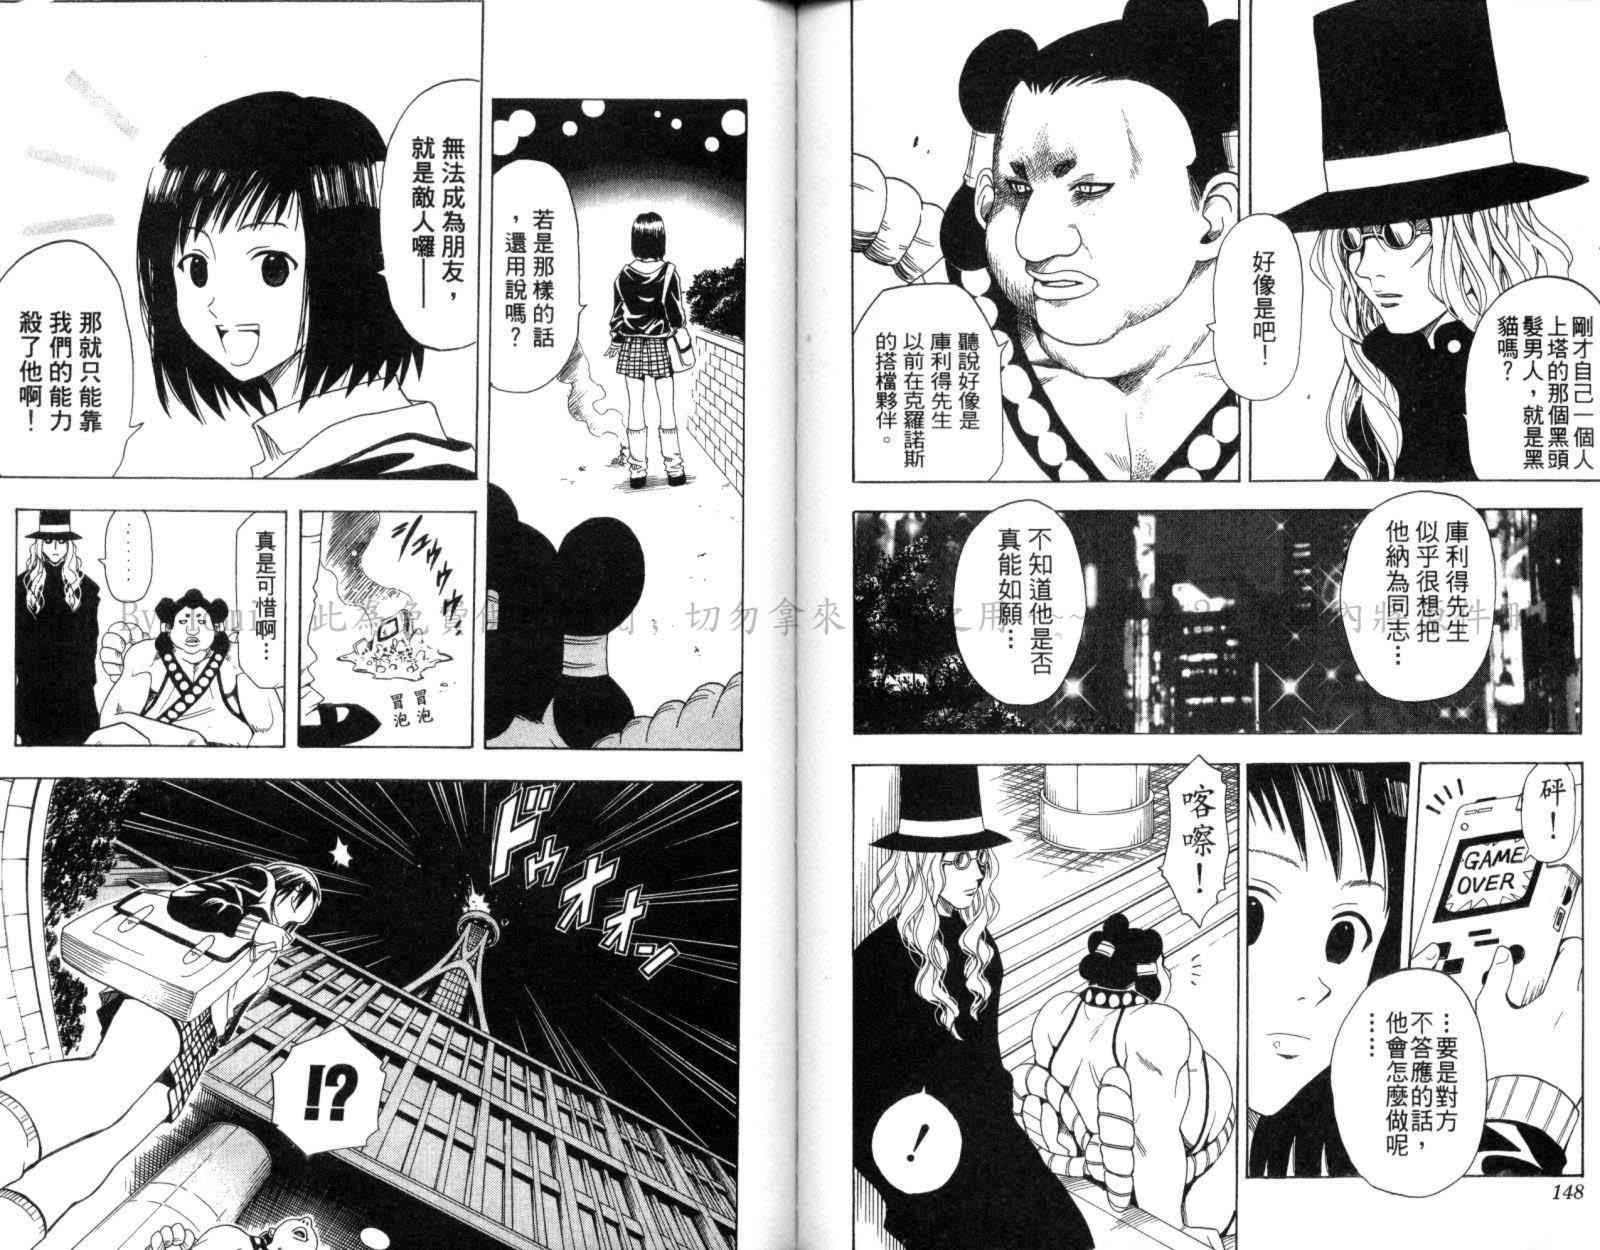 剛才自己一個人
上塔的那個黑頭
髮男人，就是黑
貓嗎？
好像是吧！
聽說好像是
庫利得先生
以前在克羅諾斯
的搭檔夥伴。
庫利得先生
似乎很想把
他納為同志…
不知道他是否
真能如願…
砰！
GAME
OVER
…要是對方
不答應的話，
他會怎麼做呢
……
喀嚓！
！
148
若是那樣的話
，還用說嗎？
無法成為朋友，
就是敵人囉——
那就只能靠
我們的能力
殺了他啊！
ジュウウ
冒泡
冒泡
真是可惜啊…
……
ドゥオオン
!?